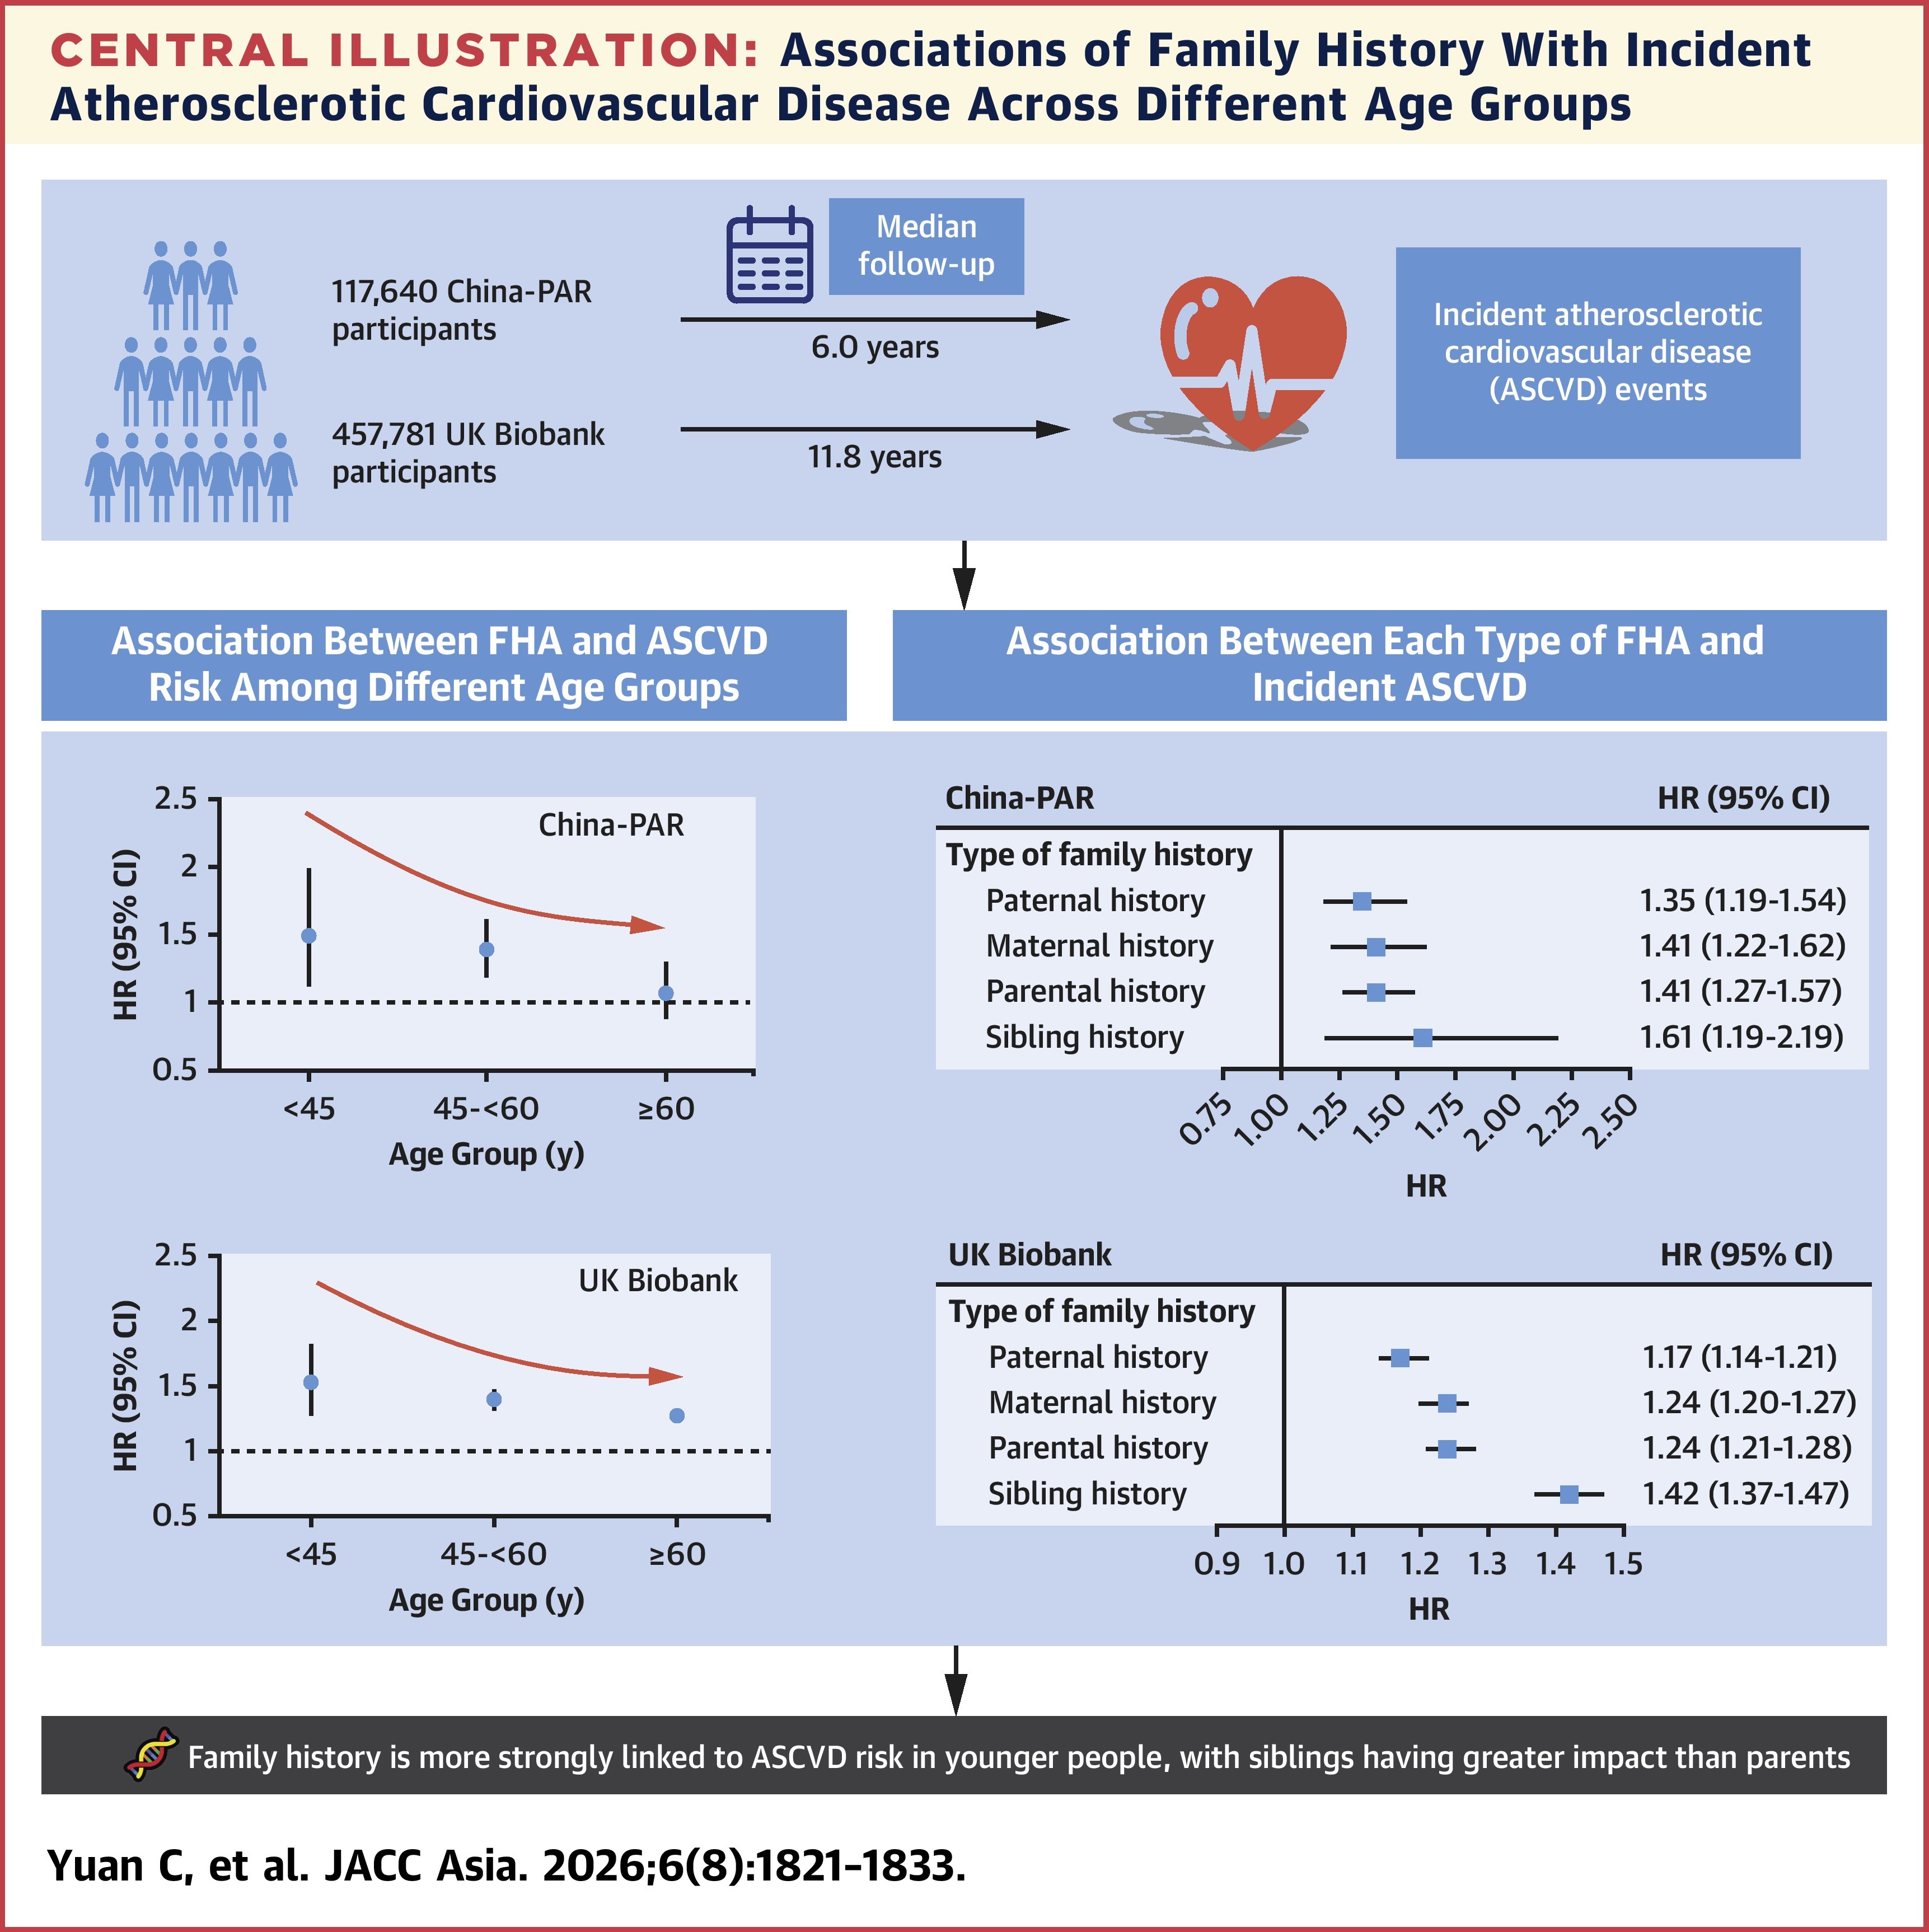 CENTRAL ILLUSTRATION: Associations of Family History With Incident
Atherosclerotic Cardiovascular Disease Across Different Age Groups
117,640 China-PAR
participants
Median
follow-up
6.0 years
457,781 UK Biobank
participants
11.8 years
Incident atherosclerotic
cardiovascular disease
(ASCVD) events
Association Between FHA and ASCVD
Risk Among Different Age Groups
Association Between Each Type of FHA and
Incident ASCVD
China-PAR
HR (95% CI)
2.5
2
1.5
1
0.5
<45 45-<60 ≥60
Age Group (y)
China-PAR HR (95% CI)
Type of family history
Paternal history 1.35 (1.19-1.54)
Maternal history 1.41 (1.22-1.62)
Parental history 1.41 (1.27-1.57)
Sibling history 1.61 (1.19-2.19)
0.75 1.00 1.25 1.50 1.75 2.00 2.25 2.50
HR
UK Biobank
HR (95% CI)
2.5
2
1.5
1
0.5
<45 45-<60 ≥60
Age Group (y)
UK Biobank HR (95% CI)
Type of family history
Paternal history 1.17 (1.14-1.21)
Maternal history 1.24 (1.20-1.27)
Parental history 1.24 (1.21-1.28)
Sibling history 1.42 (1.37-1.47)
0.9 1.0 1.1 1.2 1.3 1.4 1.5
HR
Family history is more strongly linked to ASCVD risk in younger people, with siblings having greater impact than parents
Yuan C, et al. JACC Asia. 2026;6(8):1821-1833.